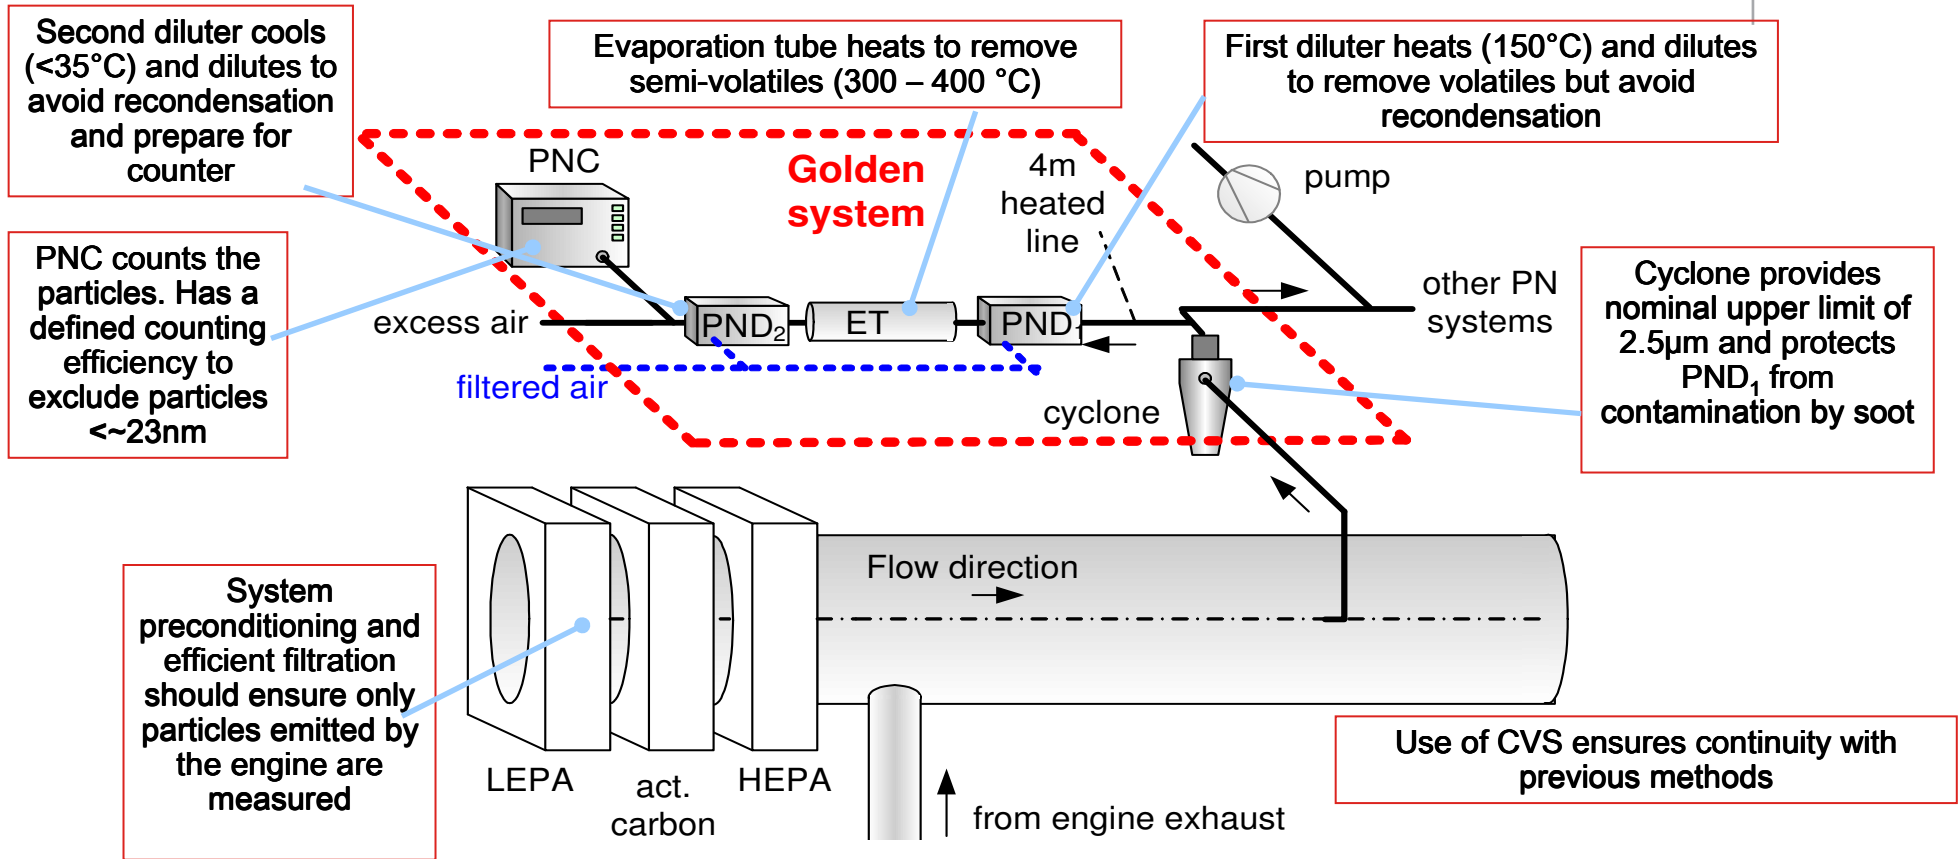 Second diluter cools
(<35°C) and dilutes to
avoid recondensation
and prepare for
counter
Evaporation tube heats to remove
semi-volatiles (300 – 400 °C)
First diluter heats (150°C) and dilutes
to remove volatiles but avoid
recondensation
PNC
Golden
system
4m
heated
line
pump
PNC counts the
particles. Has a
defined counting
efficiency to
exclude particles
<~23nm
excess air
PND₂
ET
PND₁
other PN
systems
Cyclone provides
nominal upper limit of
2.5µm and protects
PND₁ from
contamination by soot
filtered air
cyclone
System
preconditioning and
efficient filtration
should ensure only
particles emitted by
the engine are
measured
Flow direction
LEPA
act.
carbon
HEPA
from engine exhaust
Use of CVS ensures continuity with
previous methods